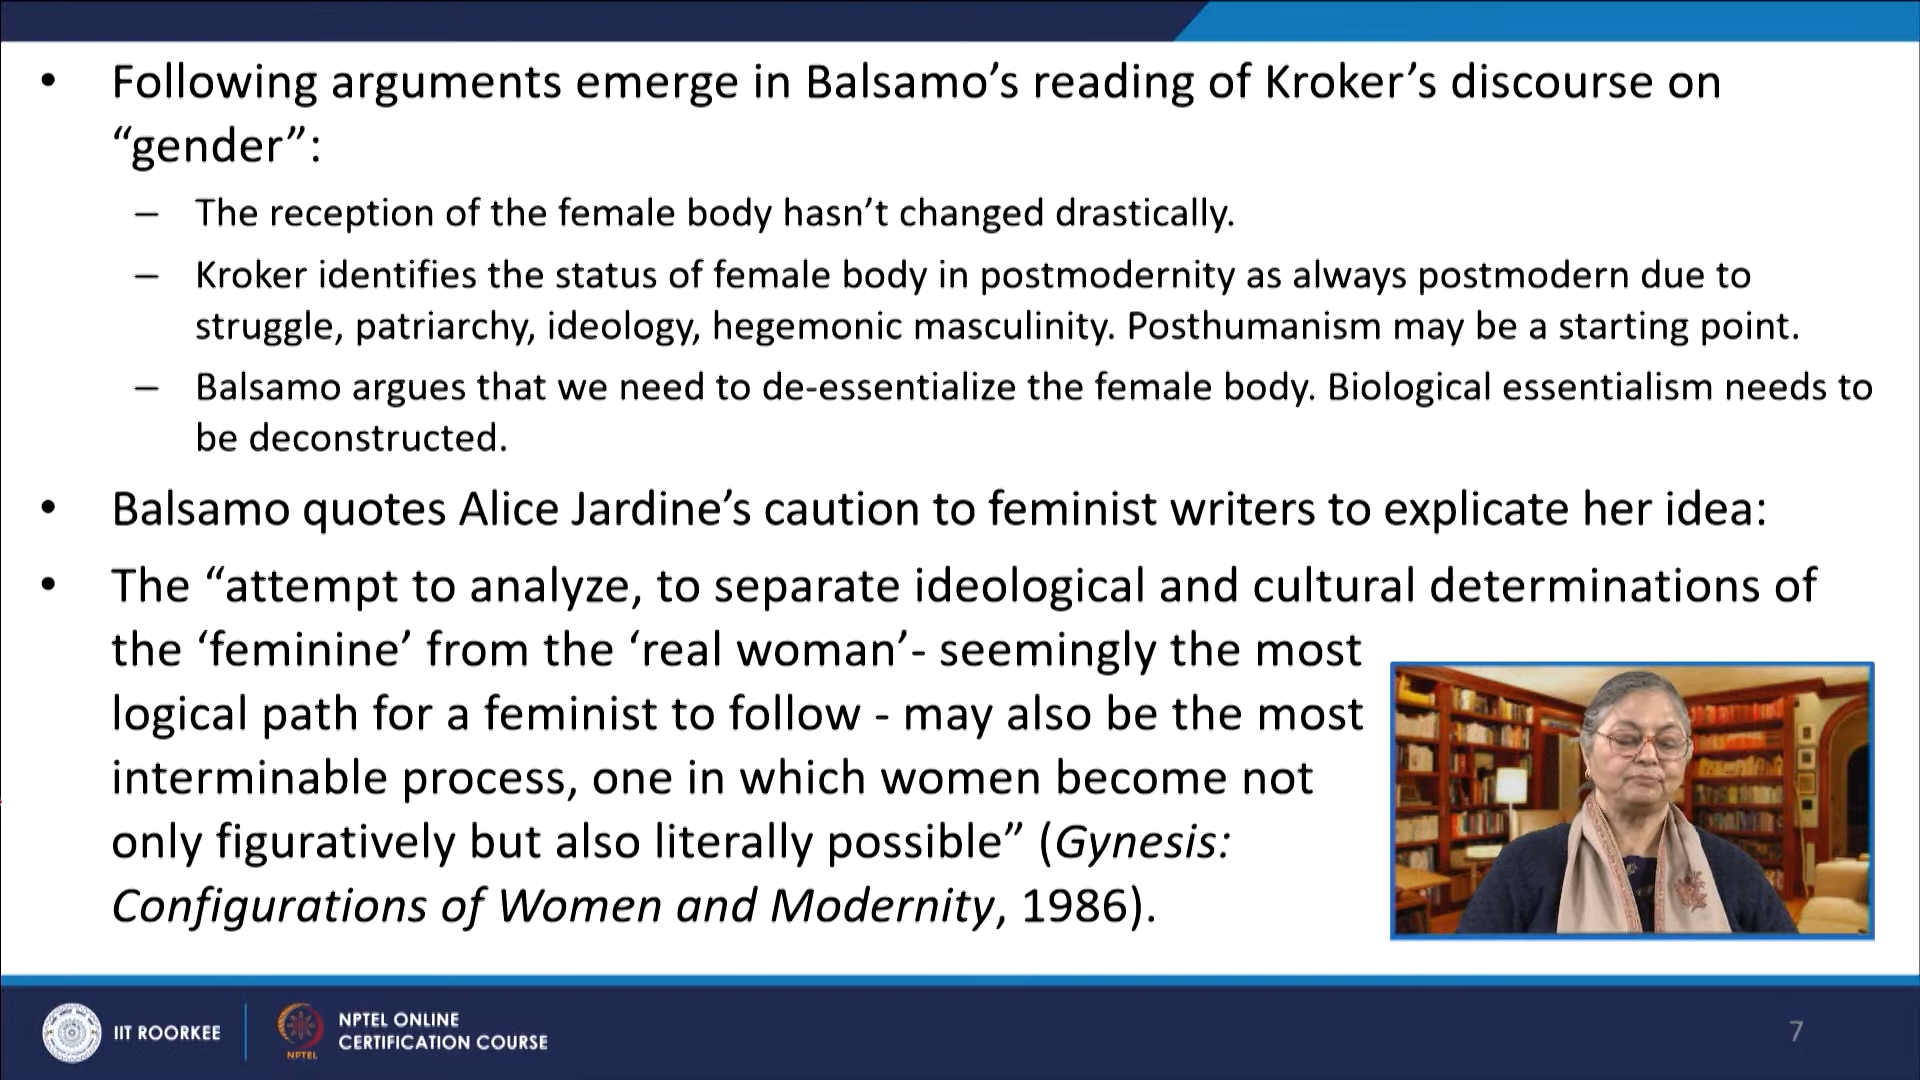 • Following arguments emerge in Balsamo’s reading of Kroker’s discourse on
“gender”:
– The reception of the female body hasn’t changed drastically.
– Kroker identifies the status of female body in postmodernity as always postmodern due to
struggle, patriarchy, ideology, hegemonic masculinity. Posthumanism may be a starting point.
– Balsamo argues that we need to de-essentialize the female body. Biological essentialism needs to
be deconstructed.
• Balsamo quotes Alice Jardine’s caution to feminist writers to explicate her idea:
• The “attempt to analyze, to separate ideological and cultural determinations of
the ‘feminine’ from the ‘real woman’- seemingly the most
logical path for a feminist to follow - may also be the most
interminable process, one in which women become not
only figuratively but also literally possible” (Gynesis:
Configurations of Women and Modernity, 1986).
IIT ROORKEE
NPTEL
NPTEL ONLINE
CERTIFICATION COURSE
7